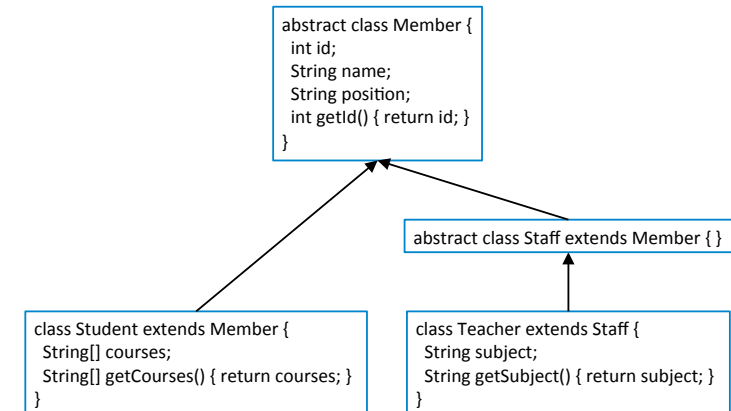 abstract class Member {
int id;
String name;
String position;
int getId() { return id; }
}
abstract class Staff extends Member { }
class Student extends Member {
String[] courses;
String[] getCourses() { return courses; }
}
class Teacher extends Staff {
String subject;
String getSubject() { return subject; }
}